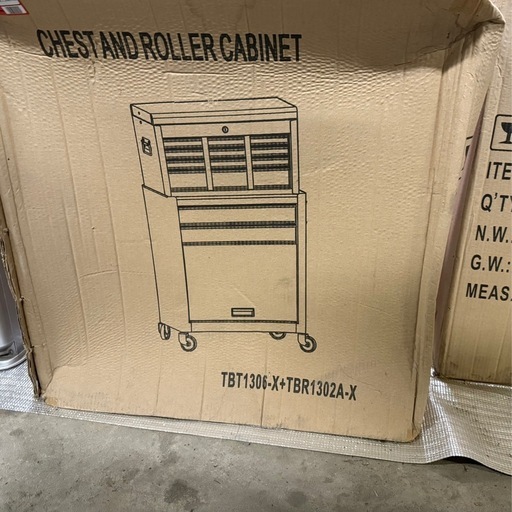 CHEST AND ROLLER CABINET
TBT1306-X+TBR1302A-X
ITE
Q'TY
N.W.
G.W.:
MEAS.